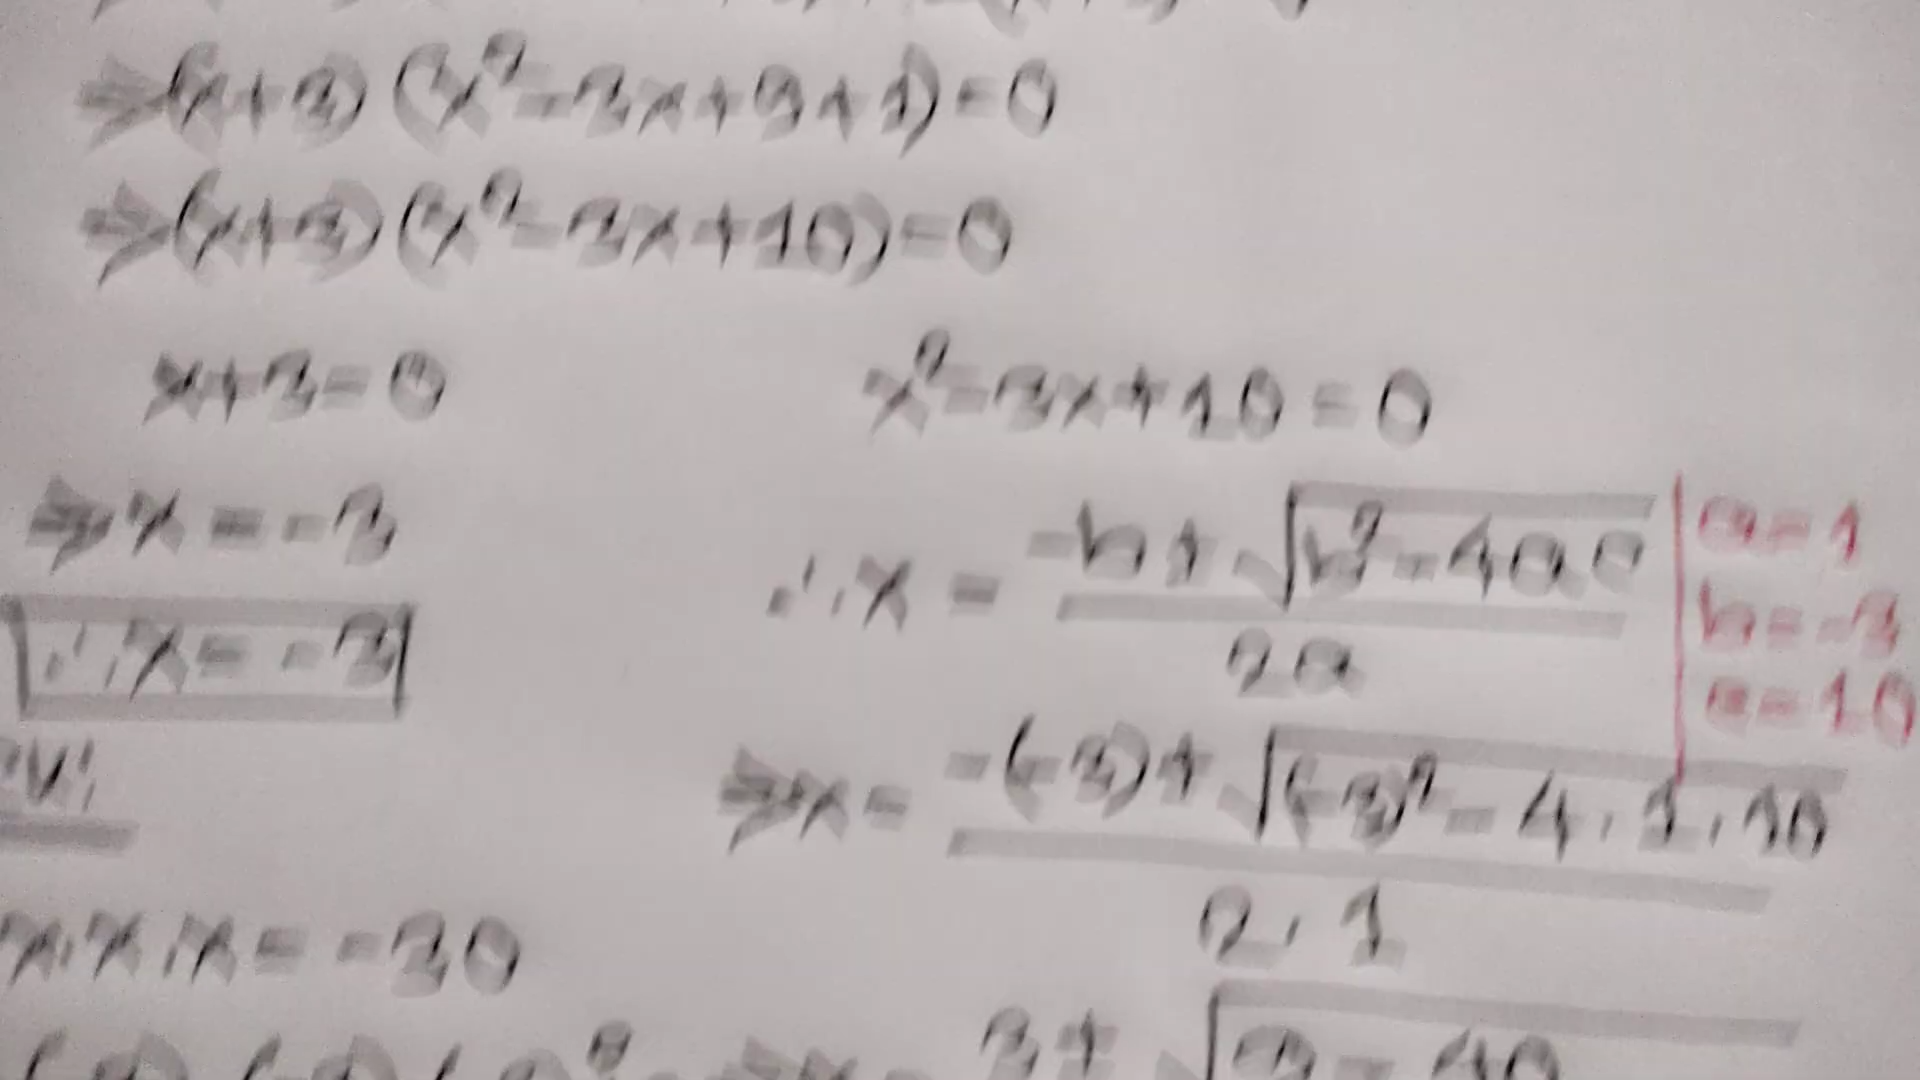 ⇒(x+3)(x²-3x+9+1)=0
⇒(x+3)(x²-3x+10)=0
x+3=0
⇒x = -3
∴x = -3
x²-3x+10=0
∴x = (-b+√(b²-4ac))/2a
a=1
b=-3
c=10
⇒x = (-(-3)+√((-3)²-4.1.10))/2.1
x.x.x = -30